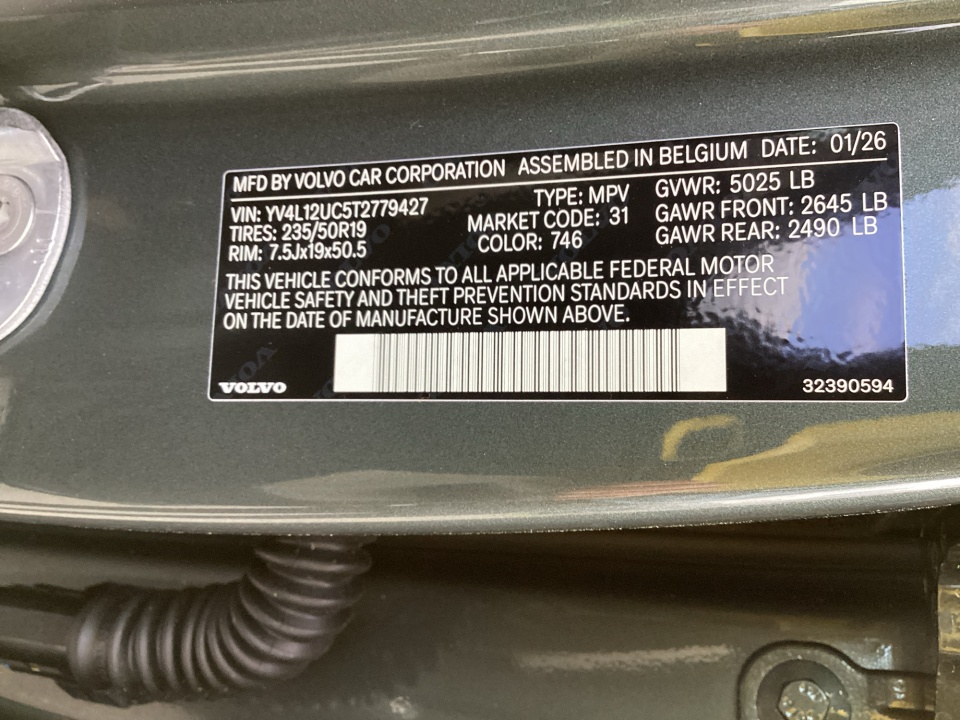 MFD BY VOLVO CAR CORPORATION ASSEMBLED IN BELGIUM DATE: 01/26
VIN: YV4L12UC5T2779427 TYPE: MPV GVWR: 5025 LB
TIRES: 235/50R19 MARKET CODE: 31 GAWR FRONT: 2645 LB
RIM: 7.5Jx19x50.5 COLOR: 746 GAWR REAR: 2490 LB
THIS VEHICLE CONFORMS TO ALL APPLICABLE FEDERAL MOTOR
VEHICLE SAFETY AND THEFT PREVENTION STANDARDS IN EFFECT
ON THE DATE OF MANUFACTURE SHOWN ABOVE.
VOLVO 32390594